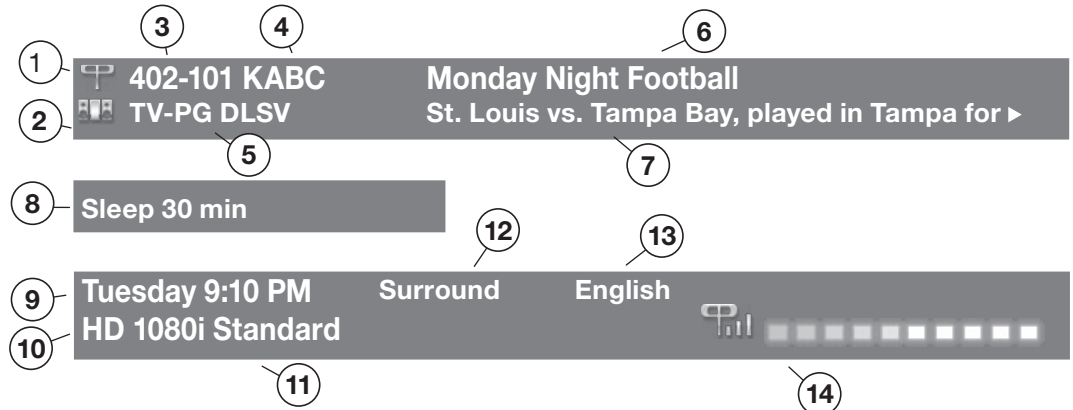 3 4 6
1 402-101 KABC Monday Night Football
2 TV-PG DLSV St. Louis vs. Tampa Bay, played in Tampa for ▶
5 7
8 Sleep 30 min
12 13
9 Tuesday 9:10 PM Surround English
10 HD 1080i Standard
11 14